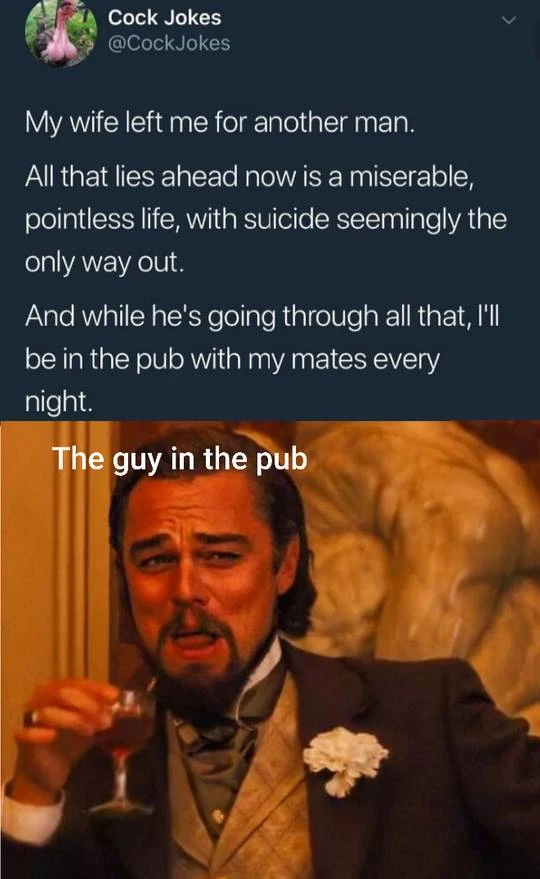 Cock Jokes
@CockJokes
My wife left me for another man.
All that lies ahead now is a miserable,
pointless life, with suicide seemingly the
only way out.
And while he's going through all that, I'll
be in the pub with my mates every
night.
The guy in the pub